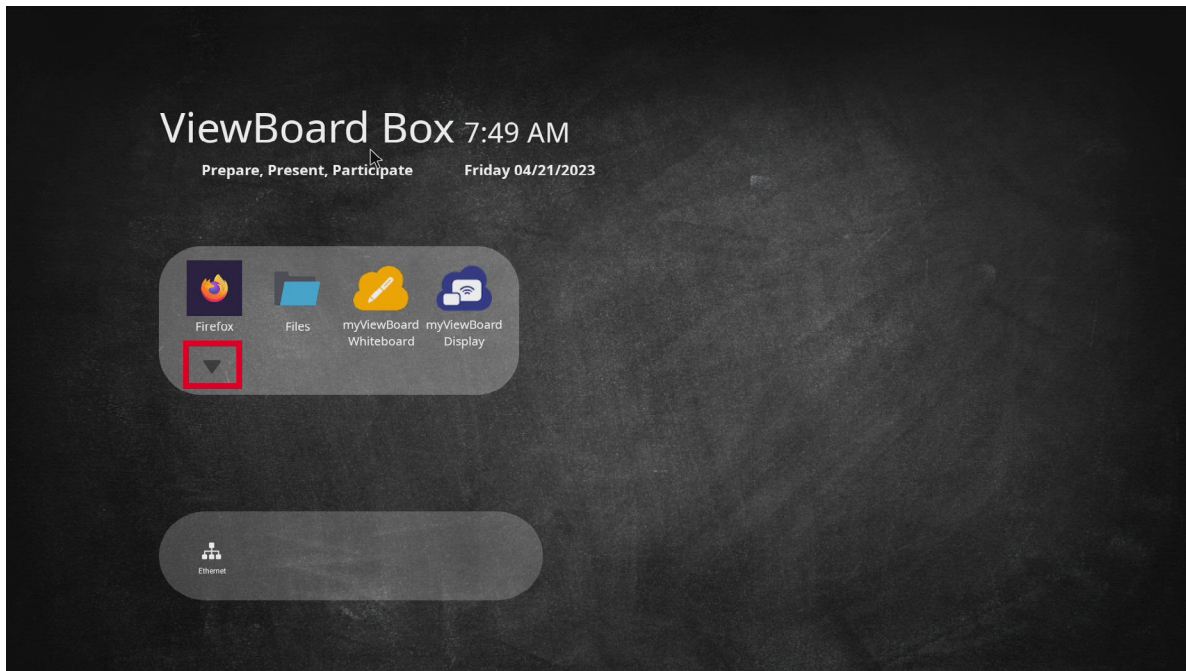 ViewBoard Box 7:49 AM
Prepare, Present, Participate Friday 04/21/2023
Firefox
Files
myViewBoard
Whiteboard
myViewBoard
Display
Ethernet